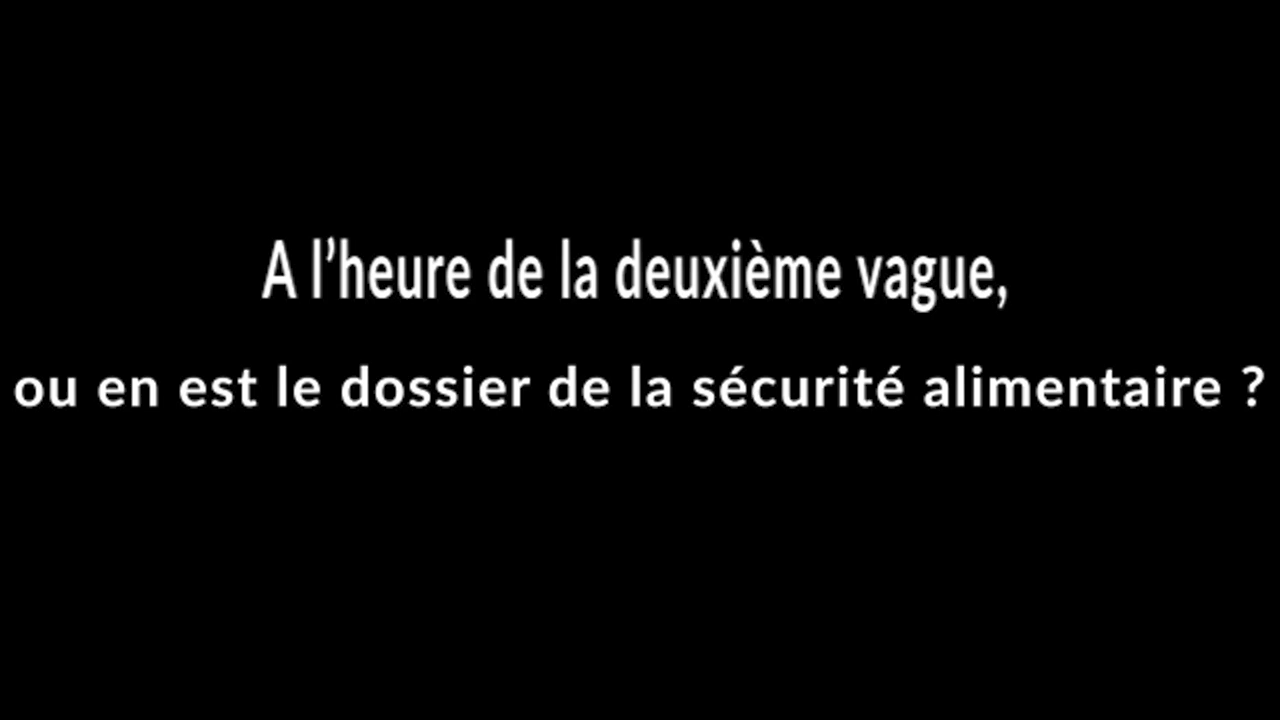 A l’heure de la deuxième vague,
ou en est le dossier de la sécurité alimentaire ?